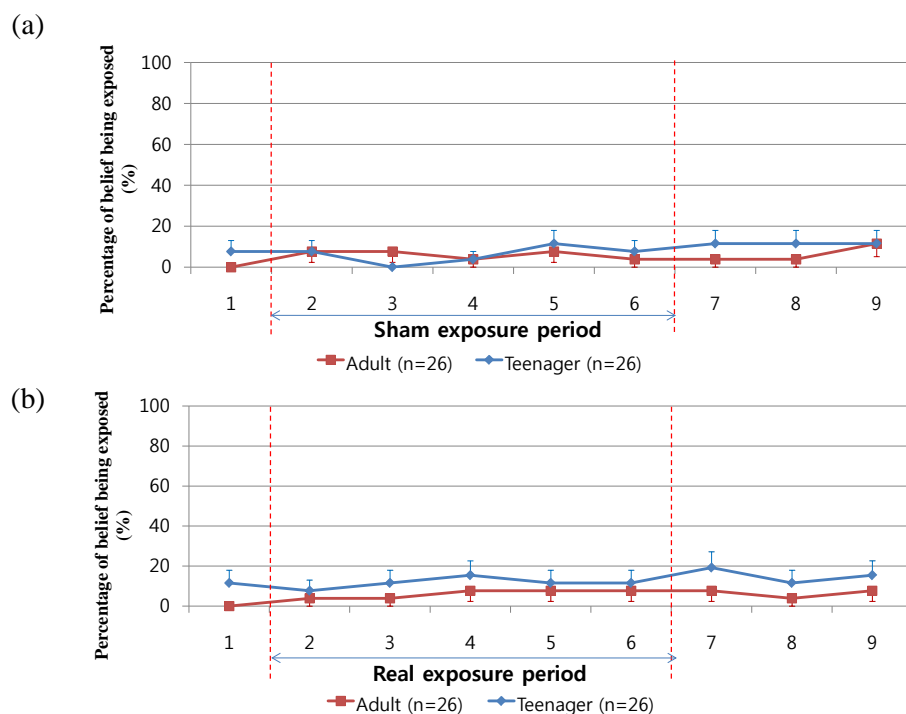 (a)
Percentage of belief being exposed
(%)
100
80
60
40
20
0
1 2 3 4 5 6 7 8 9
Sham exposure period
Adult (n=26) Teenager (n=26)
(b)
Percentage of belief being exposed
(%)
100
80
60
40
20
0
1 2 3 4 5 6 7 8 9
Real exposure period
Adult (n=26) Teenager (n=26)